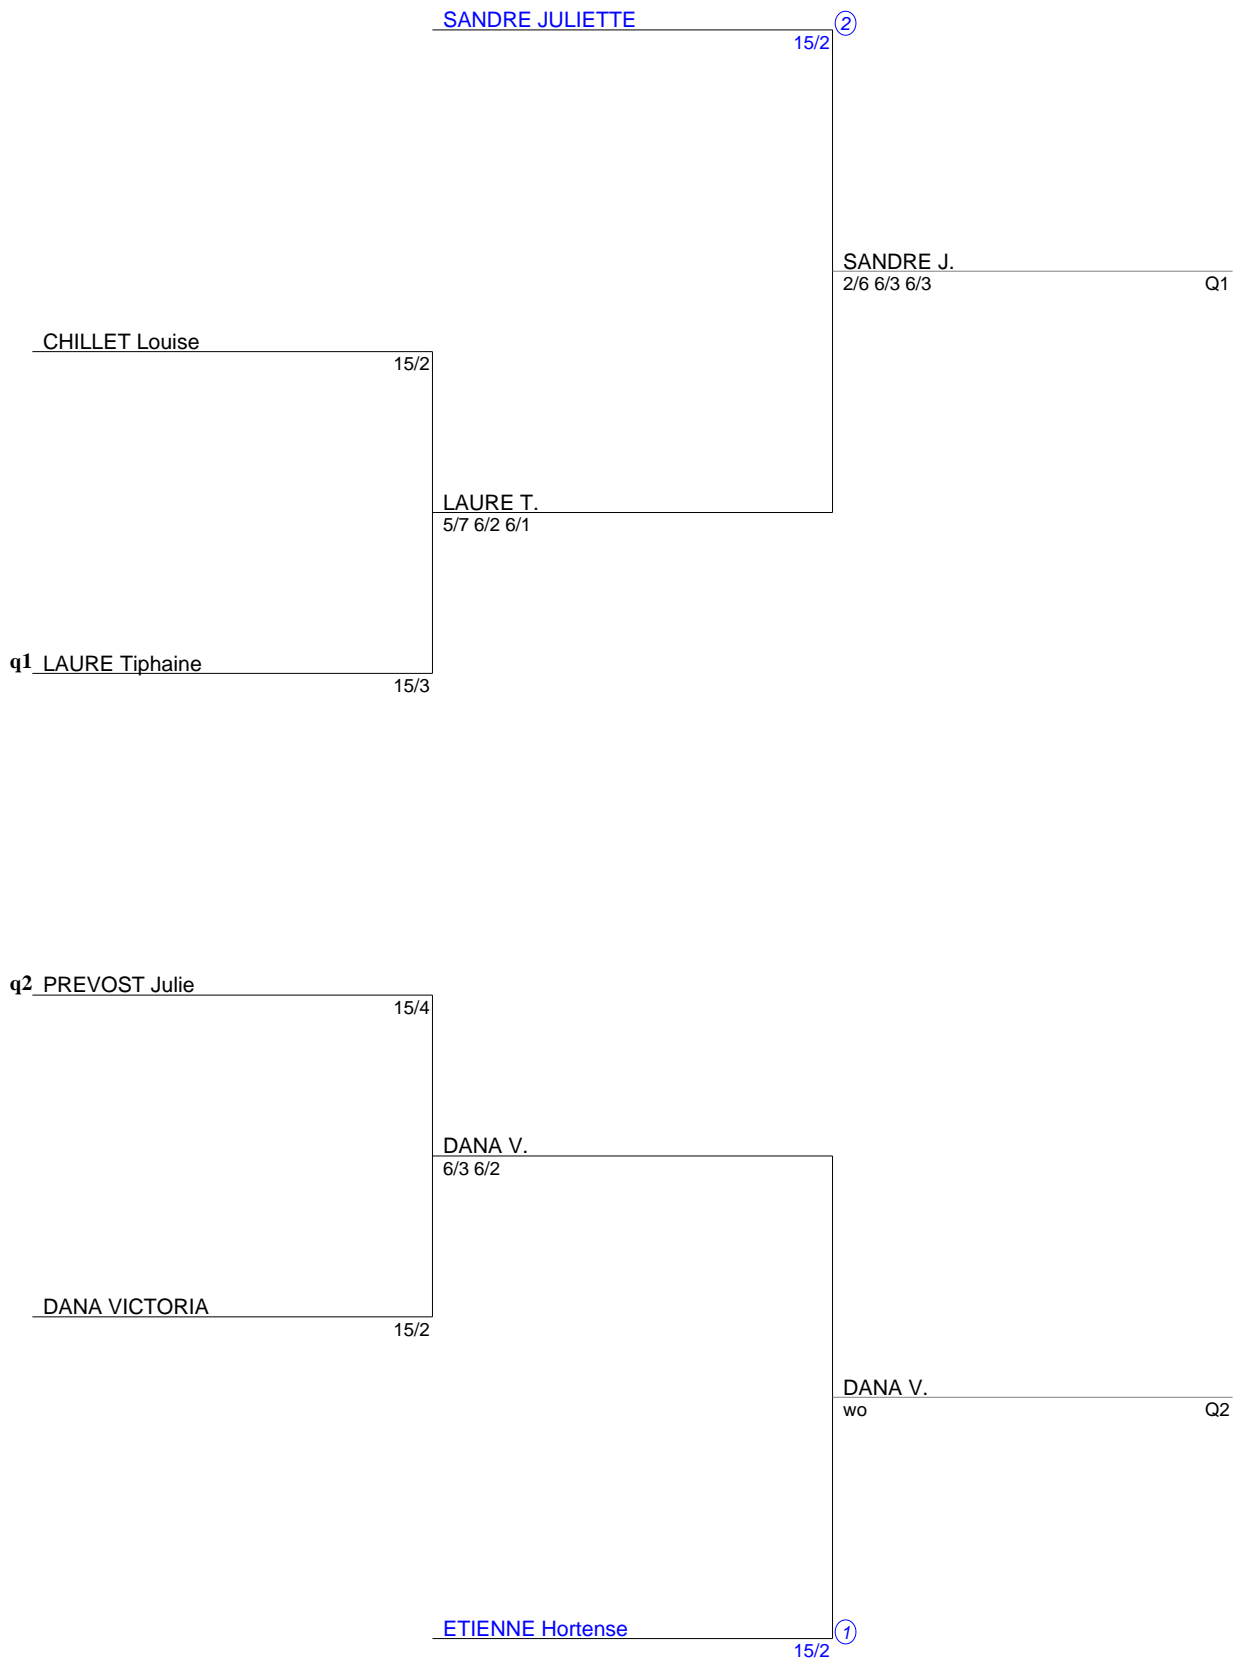 SANDRE JULIETTE 2
15/2
SANDRE J.
2/6 6/3 6/3 Q1
CHILLET Louise
15/2
LAURE T.
5/7 6/2 6/1
q1 LAURE Tiphaine
15/3
q2 PREVOST Julie
15/4
DANA V.
6/3 6/2
DANA VICTORIA
15/2
DANA V.
wo Q2
ETIENNE Hortense 1
15/2